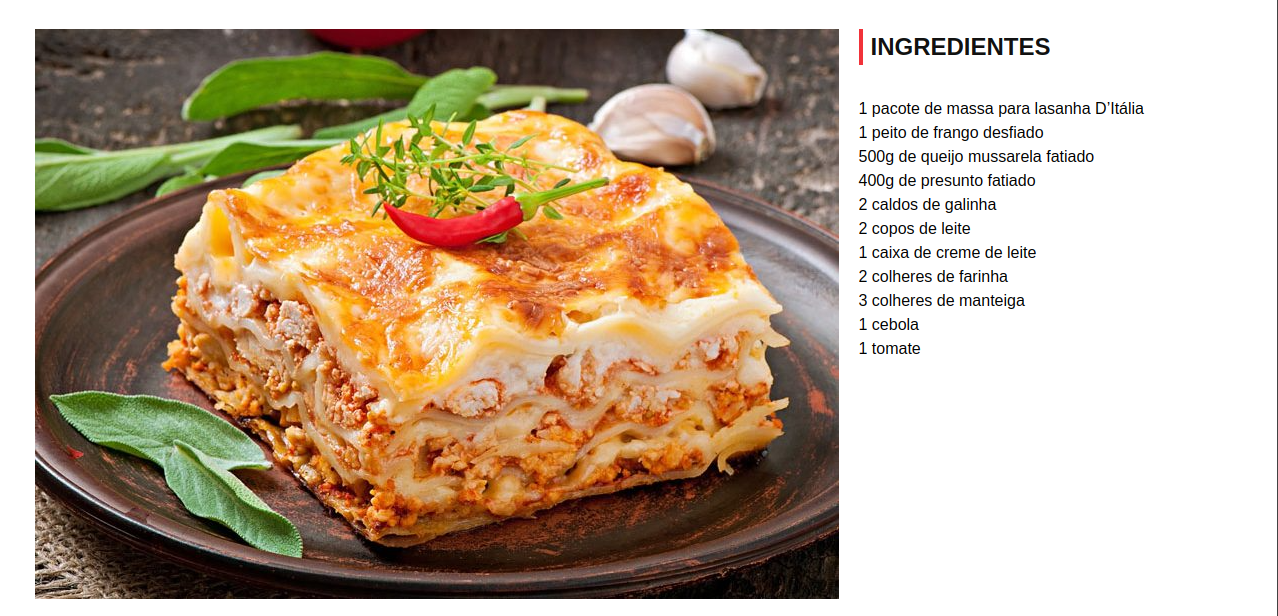 INGREDIENTES
1 pacote de massa para lasanha D’Itália
1 peito de frango desfiado
500g de queijo mussarela fatiado
400g de presunto fatiado
2 caldos de galinha
2 copos de leite
1 caixa de creme de leite
2 colheres de farinha
3 colheres de manteiga
1 cebola
1 tomate